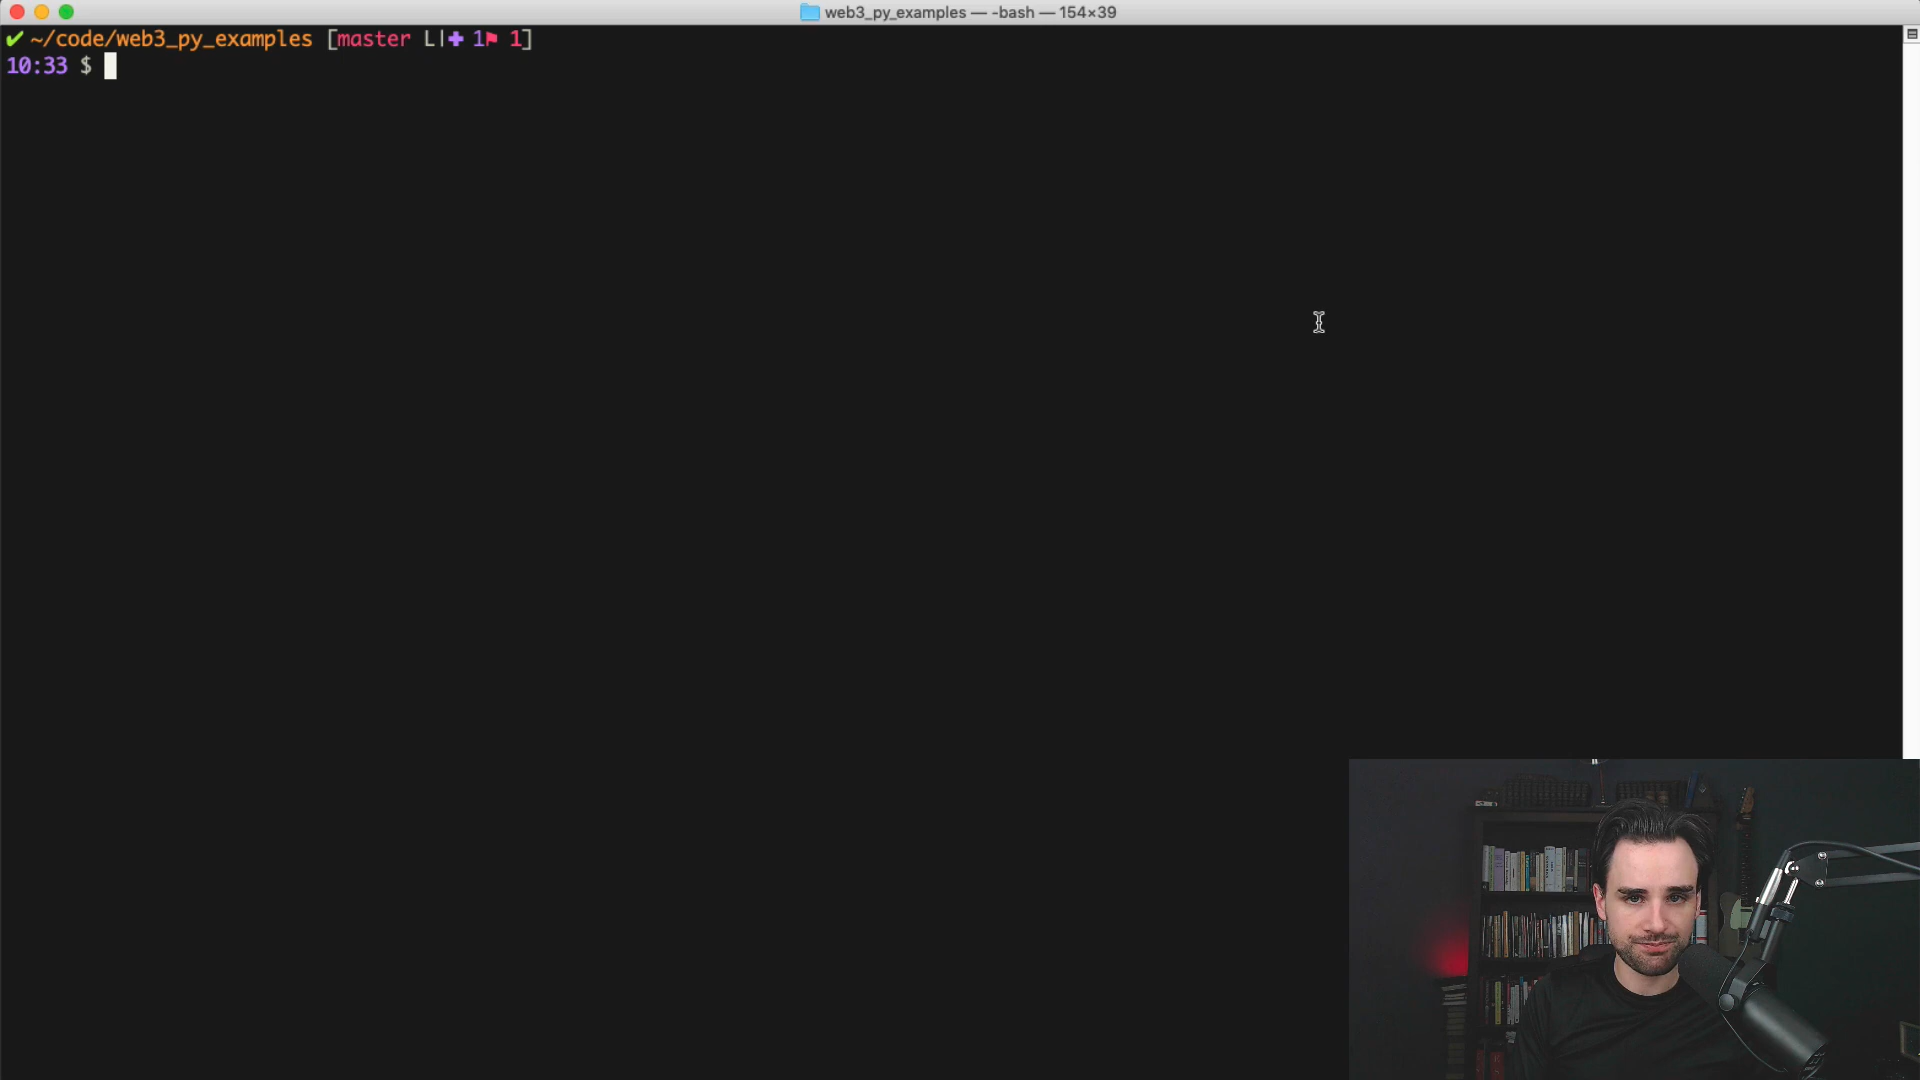 web3_py_examples — -bash — 154×39
✔ ~/code/web3_py_examples [master L|✚ 1⚑ 1]
10:33 $